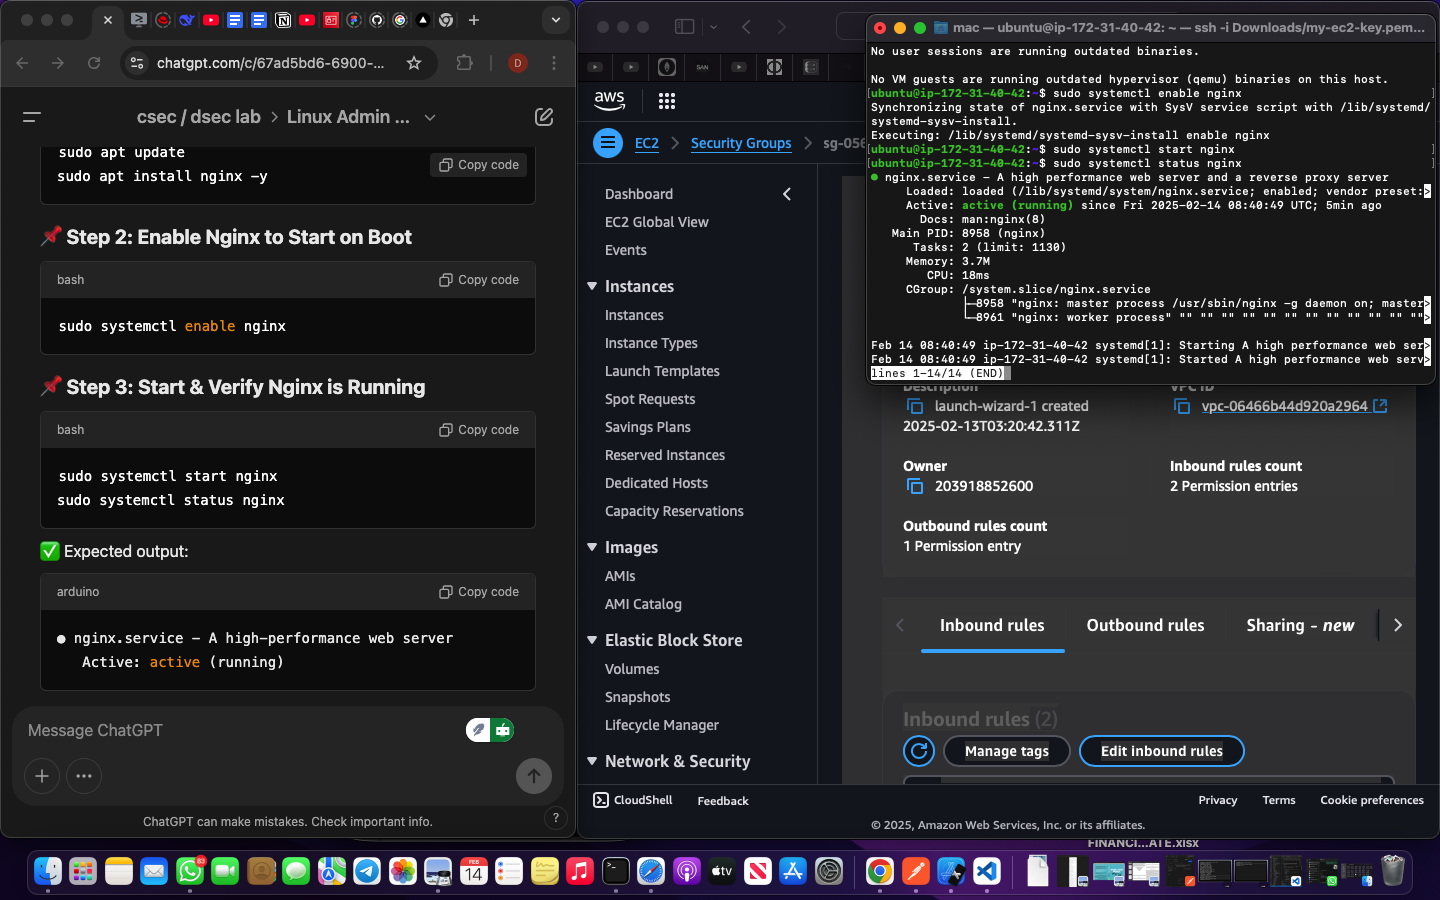 chatgpt.com/c/67ad5bd6-6900-...
D
csec / dsec lab > Linux Admin ...
sudo apt update
Copy code
sudo apt install nginx -y
📌 Step 2: Enable Nginx to Start on Boot
bash
Copy code
sudo systemctl enable nginx
📌 Step 3: Start & Verify Nginx is Running
bash
Copy code
sudo systemctl start nginx
sudo systemctl status nginx
✅ Expected output:
arduino
Copy code
● nginx.service - A high-performance web server
Active: active (running)
Message ChatGPT
ChatGPT can make mistakes. Check important info.
?
aws
EC2 > Security Groups > sg-056
Dashboard
EC2 Global View
Events
Instances
Instances
Instance Types
Launch Templates
Spot Requests
Savings Plans
Reserved Instances
Dedicated Hosts
Capacity Reservations
Images
AMIs
AMI Catalog
Elastic Block Store
Volumes
Snapshots
Lifecycle Manager
Network & Security
mac — ubuntu@ip-172-31-40-42: ~ — ssh -i Downloads/my-ec2-key.pem...
No user sessions are running outdated binaries.
No VM guests are running outdated hypervisor (qemu) binaries on this host.
[ubuntu@ip-172-31-40-42:~$ sudo systemctl enable nginx ]
Synchronizing state of nginx.service with SysV service script with /lib/systemd/
systemd-sysv-install.
Executing: /lib/systemd/systemd-sysv-install enable nginx
[ubuntu@ip-172-31-40-42:~$ sudo systemctl start nginx ]
[ubuntu@ip-172-31-40-42:~$ sudo systemctl status nginx ]
● nginx.service - A high performance web server and a reverse proxy server
Loaded: loaded (/lib/systemd/system/nginx.service; enabled; vendor preset:>
Active: active (running) since Fri 2025-02-14 08:40:49 UTC; 5min ago
Docs: man:nginx(8)
Main PID: 8958 (nginx)
Tasks: 2 (limit: 1130)
Memory: 3.7M
CPU: 18ms
CGroup: /system.slice/nginx.service
├─8958 "nginx: master process /usr/sbin/nginx -g daemon on; master>
└─8961 "nginx: worker process" "" "" "" "" "" "" "" "" "" "" "" "">
Feb 14 08:40:49 ip-172-31-40-42 systemd[1]: Starting A high performance web ser>
Feb 14 08:40:49 ip-172-31-40-42 systemd[1]: Started A high performance web serv>
lines 1-14/14 (END)
Description
launch-wizard-1 created
2025-02-13T03:20:42.311Z
VPC ID
vpc-06466b44d920a2964
Owner
203918852600
Inbound rules count
2 Permission entries
Outbound rules count
1 Permission entry
Inbound rules
Outbound rules
Sharing - new
Inbound rules (2)
Manage tags
Edit inbound rules
CloudShell
Feedback
Privacy
Terms
Cookie preferences
© 2025, Amazon Web Services, Inc. or its affiliates.
FINANCI...ATE.xlsx
83
FEB
14
tv